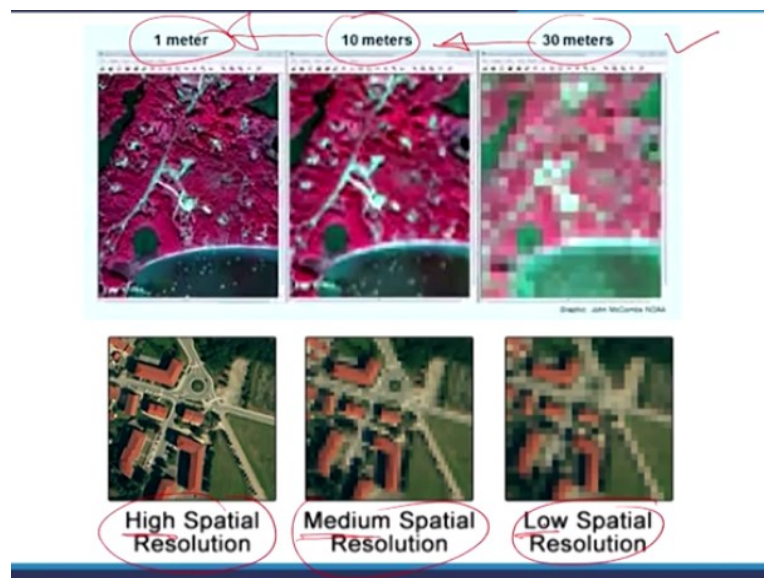 1 meter
10 meters
30 meters
Graphic: John McCombs NOAA
High Spatial
Resolution
Medium Spatial
Resolution
Low Spatial
Resolution